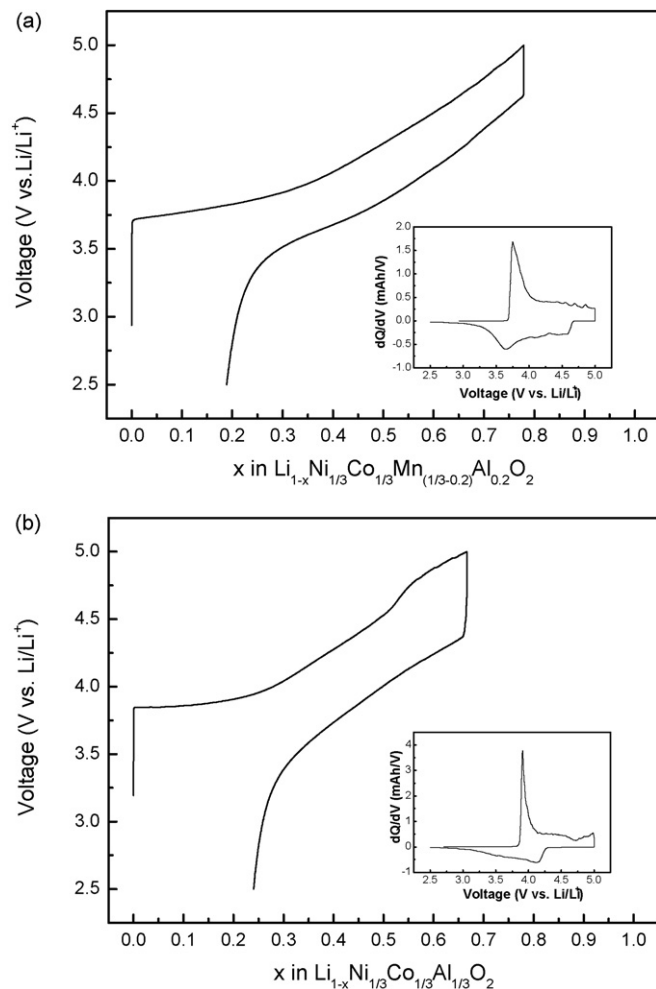 (a)
5.0
4.5
4.0
3.5
3.0
2.5
Voltage (V vs.Li/Li⁺)
0.0 0.1 0.2 0.3 0.4 0.5 0.6 0.7 0.8 0.9 1.0
x in Li₁₋ₓNi₁/₃Co₁/₃Mn₍₁/₃₋₀.₂₎Al₀.₂O₂
2.0
1.5
1.0
0.5
0.0
-0.5
-1.0
dQ/dV (mAh/V)
2.5 3.0 3.5 4.0 4.5 5.0
Voltage (V vs. Li/Li⁺)
(b)
5.0
4.5
4.0
3.5
3.0
2.5
Voltage (V vs. Li/Li⁺)
0.0 0.1 0.2 0.3 0.4 0.5 0.6 0.7 0.8 0.9 1.0
x in Li₁₋ₓNi₁/₃Co₁/₃Al₁/₃O₂
4
3
2
1
0
-1
dQ/dV (mAh/V)
2.5 3.0 3.5 4.0 4.5 5.0
Voltage (V vs. Li/Li⁺)